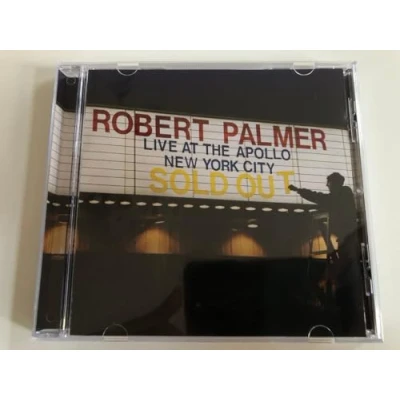 ROBERT PALMER
LIVE AT THE APOLLO
NEW YORK CITY
SOLD OUT